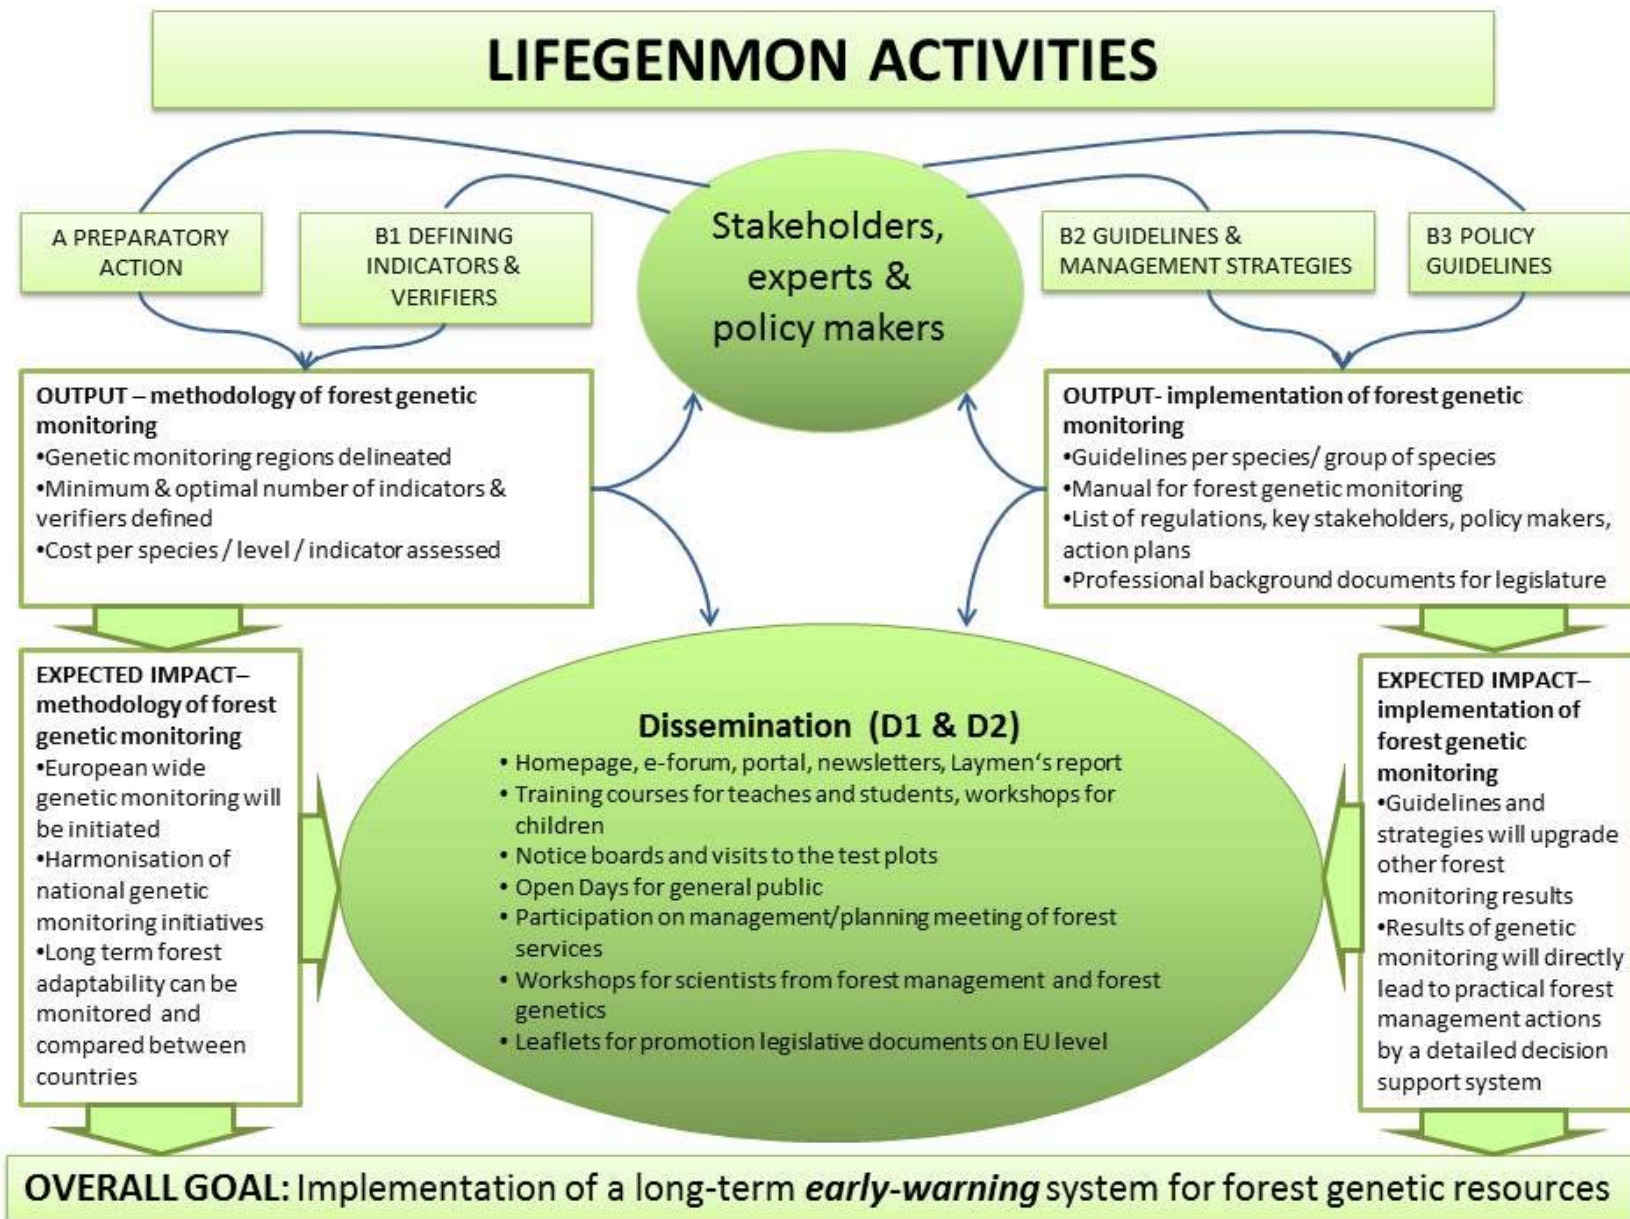 LIFEGENMON ACTIVITIES
A PREPARATORY
ACTION
B1 DEFINING
INDICATORS &
VERIFIERS
Stakeholders,
experts &
policy makers
B2 GUIDELINES &
MANAGEMENT STRATEGIES
B3 POLICY
GUIDELINES
OUTPUT – methodology of forest genetic
monitoring
•Genetic monitoring regions delineated
•Minimum & optimal number of indicators &
verifiers defined
•Cost per species / level / indicator assessed
OUTPUT- implementation of forest genetic
monitoring
•Guidelines per species/ group of species
•Manual for forest genetic monitoring
•List of regulations, key stakeholders, policy makers,
action plans
•Professional background documents for legislature
EXPECTED IMPACT–
methodology of forest
genetic monitoring
•European wide
genetic monitoring will
be initiated
•Harmonisation of
national genetic
monitoring initiatives
•Long term forest
adaptability can be
monitored and
compared between
countries
Dissemination (D1 & D2)
• Homepage, e-forum, portal, newsletters, Laymen‘s report
• Training courses for teaches and students, workshops for
children
• Notice boards and visits to the test plots
• Open Days for general public
• Participation on management/planning meeting of forest
services
• Workshops for scientists from forest management and forest
genetics
• Leaflets for promotion legislative documents on EU level
EXPECTED IMPACT–
implementation of
forest genetic
monitoring
•Guidelines and
strategies will upgrade
other forest
monitoring results
•Results of genetic
monitoring will directly
lead to practical forest
management actions
by a detailed decision
support system
OVERALL GOAL: Implementation of a long-term early-warning system for forest genetic resources